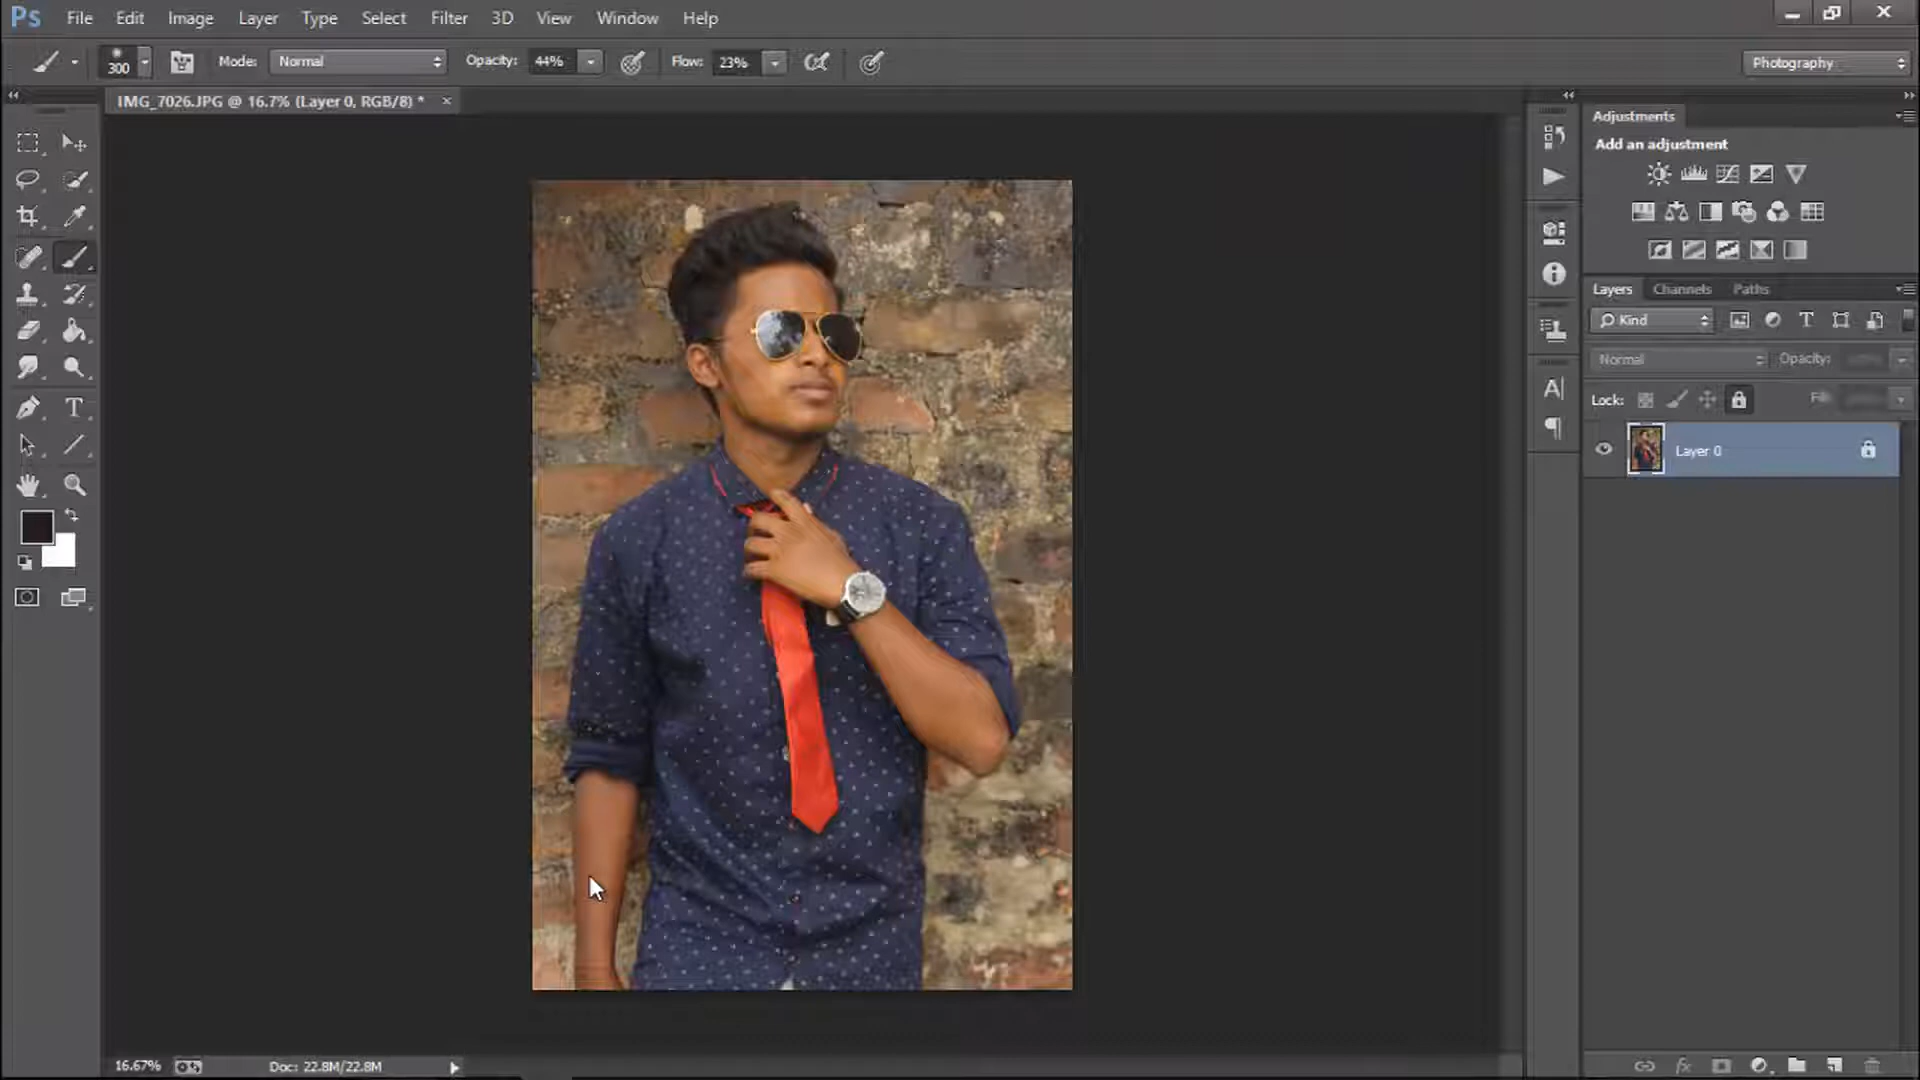 Ps File Edit Image Layer Type Select Filter 3D View Window Help
300 Mode: Normal Opacity: 44% Flow: 23% Photography
IMG_7026.JPG @ 16.7% (Layer 0, RGB/8) *
Adjustments
Add an adjustment
Layers Channels Paths
Kind
Normal Opacity:
Lock: Fill:
Layer 0
16.67% Doc: 22.8M/22.8M